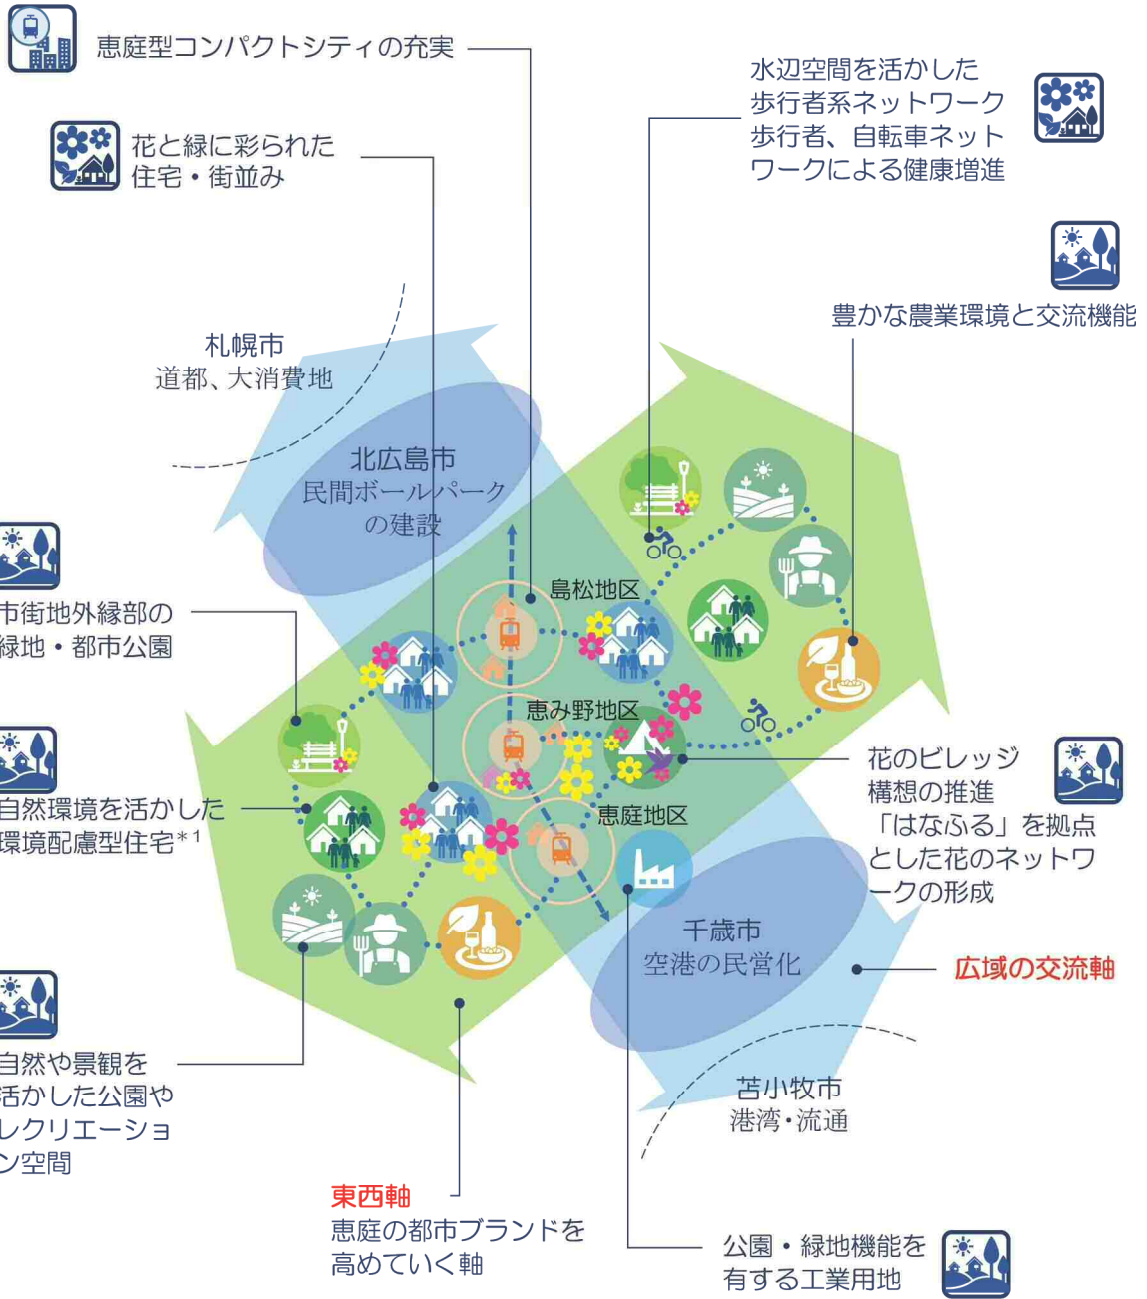 恵庭型コンパクトシティの充実
花と緑に彩られた
住宅・街並み
水辺空間を活かした
歩行者系ネットワーク
歩行者、自転車ネット
ワークによる健康増進
豊かな農業環境と交流機能
札幌市
道都、大消費地
北広島市
民間ボールパーク
の建設
島松地区
市街地外縁部の
緑地・都市公園
恵み野地区
花のビレッジ
構想の推進
「はなふる」を拠点
とした花のネットワ
ークの形成
自然環境を活かした
環境配慮型住宅*1
恵庭地区
千歳市
空港の民営化
広域の交流軸
自然や景観を
活かした公園や
レクリエーショ
ン空間
苫小牧市
港湾・流通
東西軸
恵庭の都市ブランドを
高めていく軸
公園・緑地機能を
有する工業用地